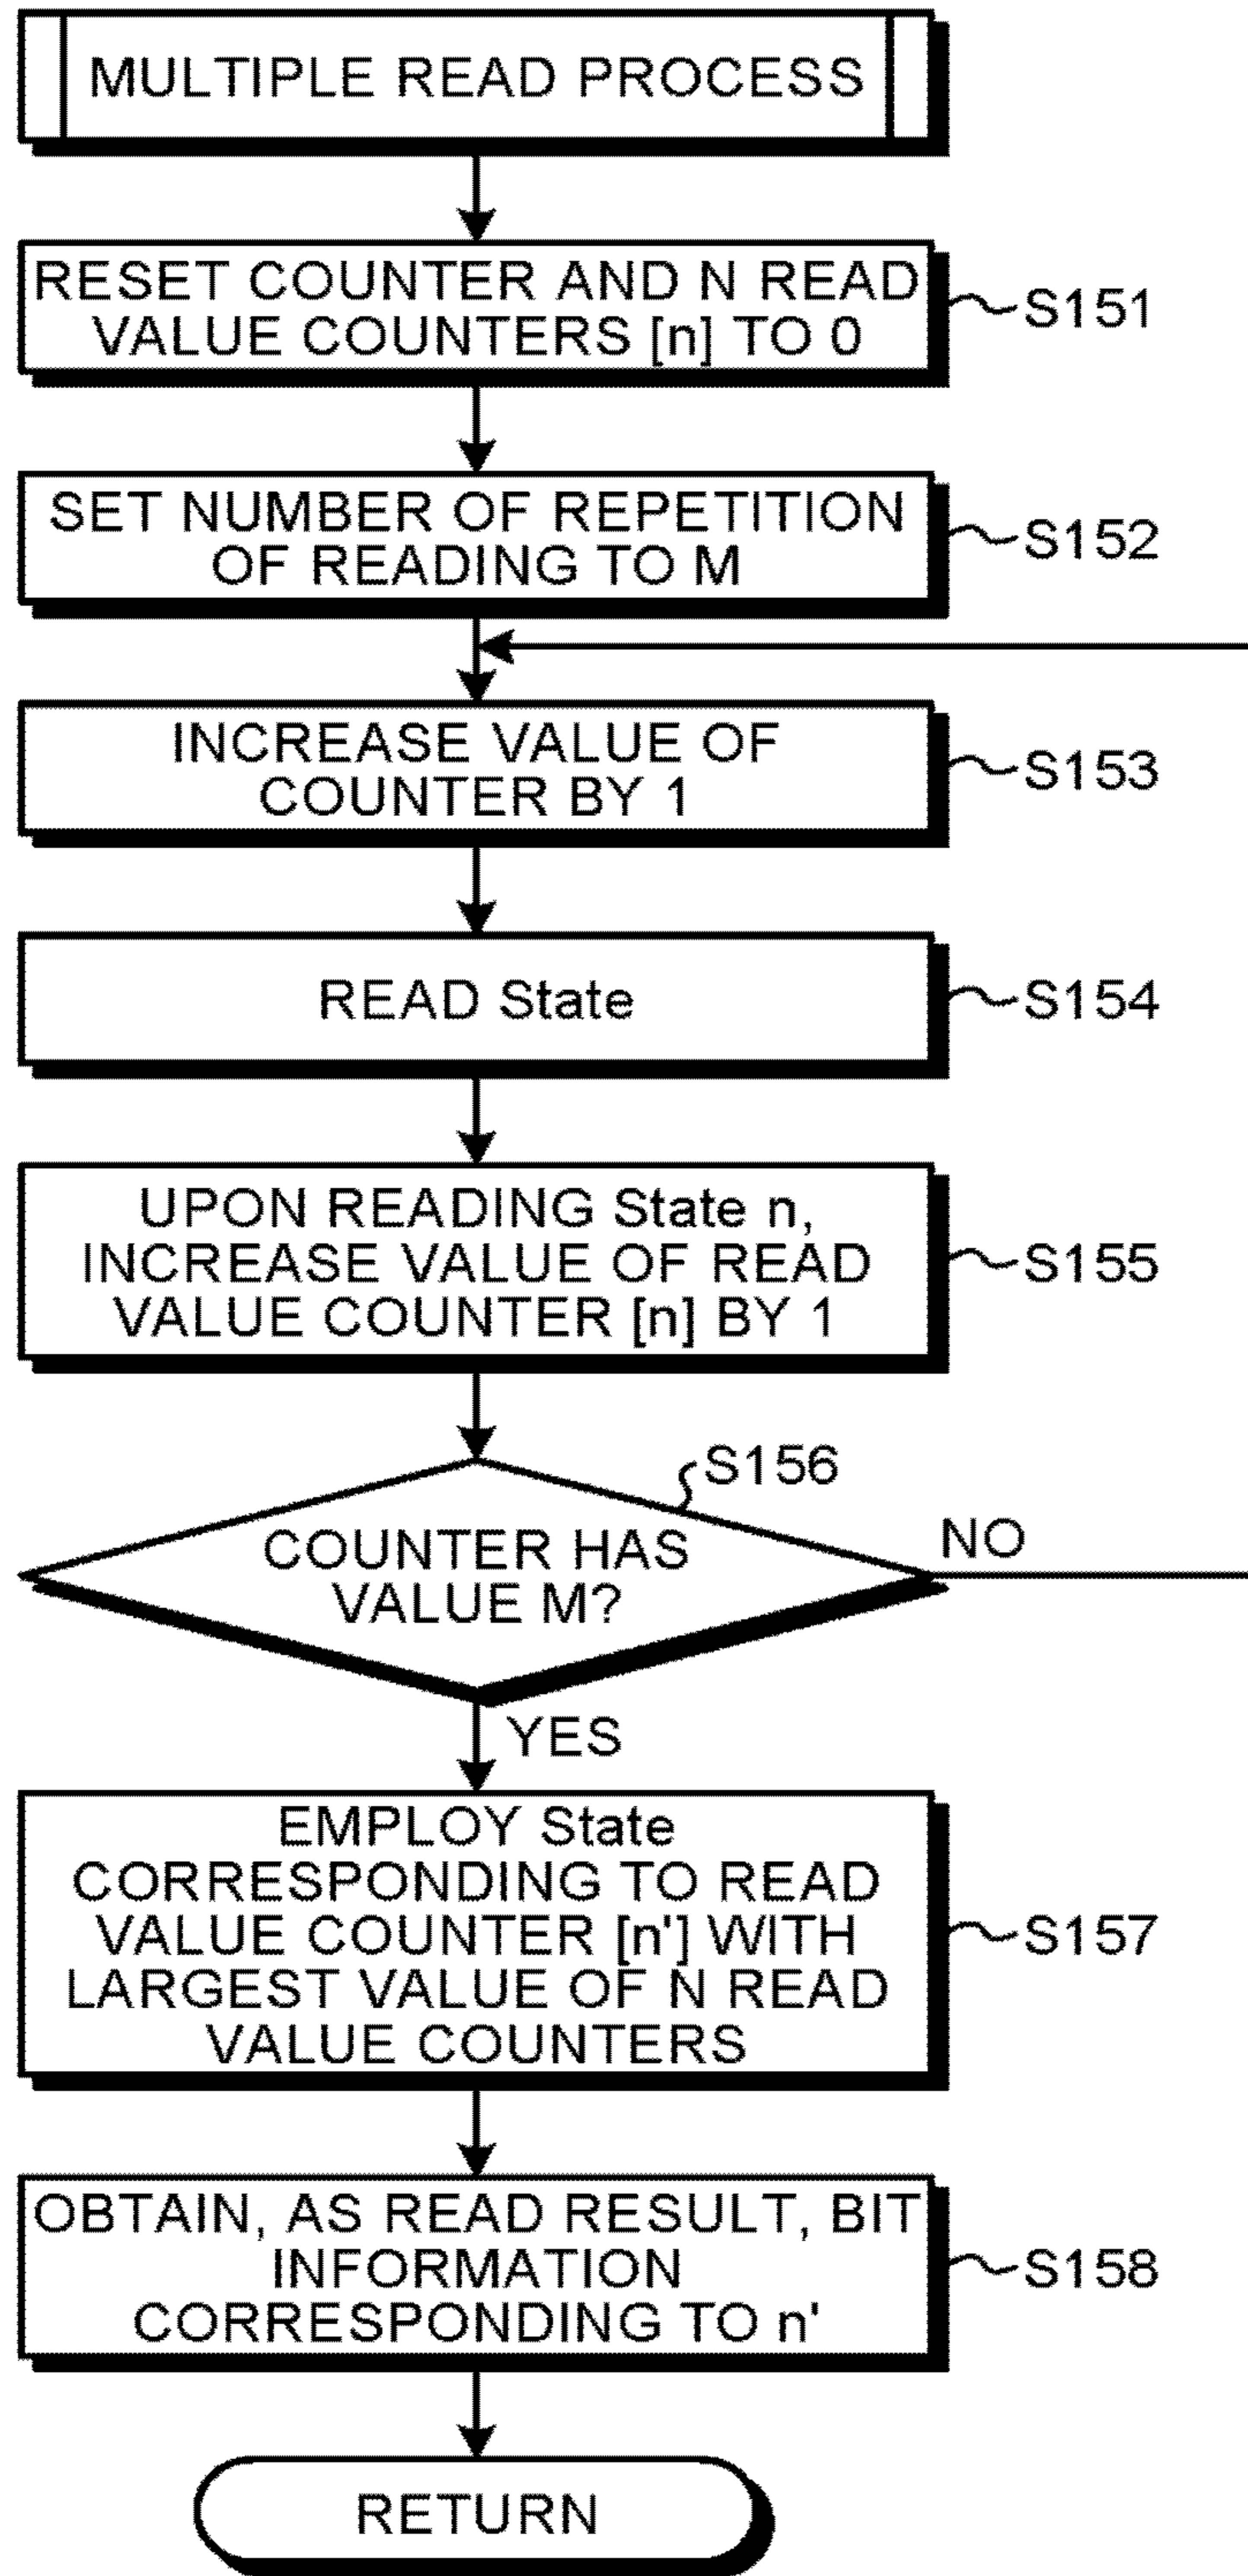 MULTIPLE READ PROCESS
RESET COUNTER AND N READ
VALUE COUNTERS [n] TO 0
S151
SET NUMBER OF REPETITION
OF READING TO M
S152
INCREASE VALUE OF
COUNTER BY 1
S153
READ State
S154
UPON READING State n,
INCREASE VALUE OF READ
VALUE COUNTER [n] BY 1
S155
S156
COUNTER HAS
VALUE M?
NO
YES
EMPLOY State
CORRESPONDING TO READ
VALUE COUNTER [n'] WITH
LARGEST VALUE OF N READ
VALUE COUNTERS
S157
OBTAIN, AS READ RESULT, BIT
INFORMATION
CORRESPONDING TO n'
S158
RETURN